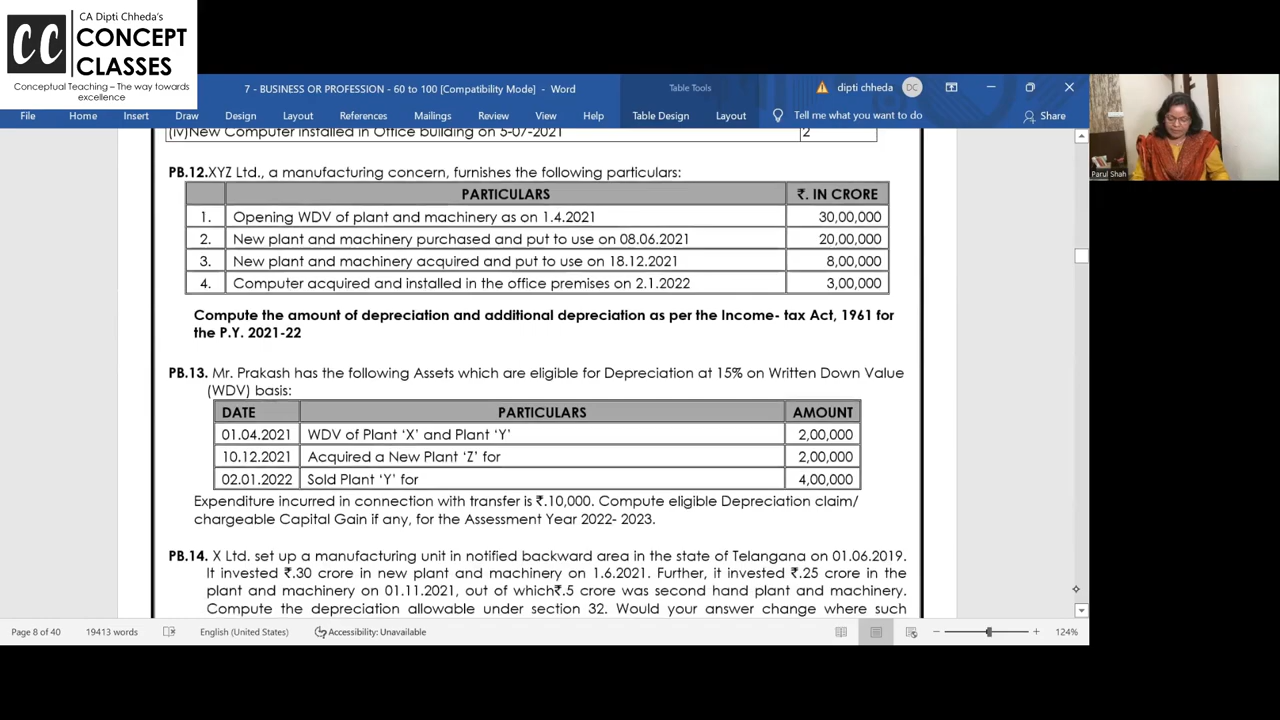 CA Dipti Chheda's
CC CONCEPT
CLASSES
Conceptual Teaching – The way towards
excellence
7 - BUSINESS OR PROFESSION - 60 to 100 [Compatibility Mode] - Word
Table Tools
dipti chheda
DC
File Home Insert Draw Design Layout References Mailings Review View Help Table Design Layout Tell me what you want to do Share
Parul Shah
(iv)New Computer installed in Office building on 5-07-2021 2
PB.12.XYZ Ltd., a manufacturing concern, furnishes the following particulars:
PARTICULARS ₹. IN CRORE
1. Opening WDV of plant and machinery as on 1.4.2021 30,00,000
2. New plant and machinery purchased and put to use on 08.06.2021 20,00,000
3. New plant and machinery acquired and put to use on 18.12.2021 8,00,000
4. Computer acquired and installed in the office premises on 2.1.2022 3,00,000
Compute the amount of depreciation and additional depreciation as per the Income- tax Act, 1961 for
the P.Y. 2021-22
PB.13. Mr. Prakash has the following Assets which are eligible for Depreciation at 15% on Written Down Value
(WDV) basis:
DATE PARTICULARS AMOUNT
01.04.2021 WDV of Plant ‘X’ and Plant ‘Y’ 2,00,000
10.12.2021 Acquired a New Plant ‘Z’ for 2,00,000
02.01.2022 Sold Plant ‘Y’ for 4,00,000
Expenditure incurred in connection with transfer is ₹.10,000. Compute eligible Depreciation claim/
chargeable Capital Gain if any, for the Assessment Year 2022- 2023.
PB.14. X Ltd. set up a manufacturing unit in notified backward area in the state of Telangana on 01.06.2019.
It invested ₹.30 crore in new plant and machinery on 1.6.2021. Further, it invested ₹.25 crore in the
plant and machinery on 01.11.2021, out of which₹.5 crore was second hand plant and machinery.
Compute the depreciation allowable under section 32. Would your answer change where such
Page 8 of 40 19413 words English (United States) Accessibility: Unavailable 124%